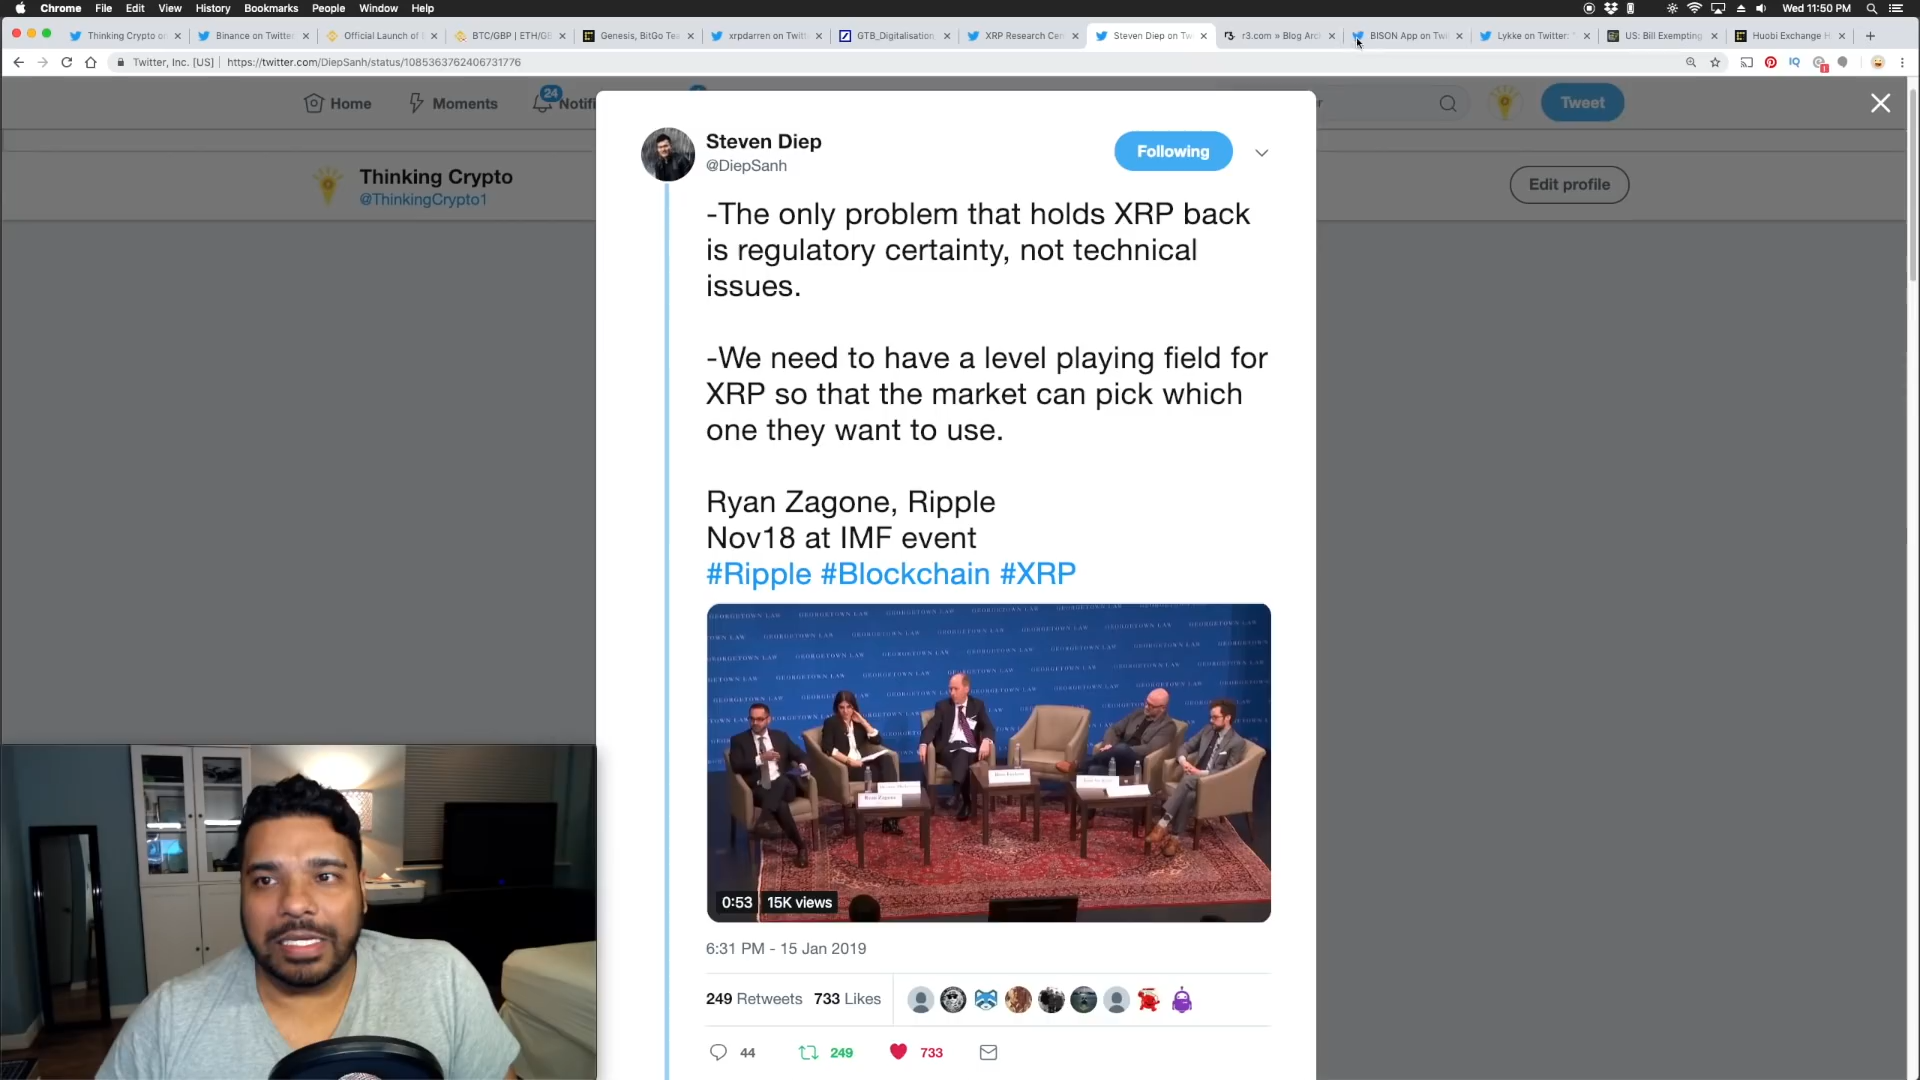 Chrome File Edit View History Bookmarks People Window Help Wed 11:50 PM
Thinking Crypto o Binance on Twitter Official Launch of BTC/GBP | ETH/GB Genesis, BitGo Te xrpdarren on Twitt GTB_Digitalisation XRP Research Cen Steven Diep on Tw r3.com » Blog Arc BISON App on Twi Lykke on Twitter: US: Bill Exempting Huobi Exchange H
Twitter, Inc. [US] https://twitter.com/DiepSanh/status/1085363762406731776
Home Moments 24 Notifi Tweet
Thinking Crypto
@ThinkingCrypto1
Edit profile
Steven Diep
@DiepSanh
Following
-The only problem that holds XRP back
is regulatory certainty, not technical
issues.
-We need to have a level playing field for
XRP so that the market can pick which
one they want to use.
Ryan Zagone, Ripple
Nov18 at IMF event
#Ripple #Blockchain #XRP
GEORGETOWN LAW
0:53 15K views
6:31 PM - 15 Jan 2019
249 Retweets 733 Likes
44 249 733